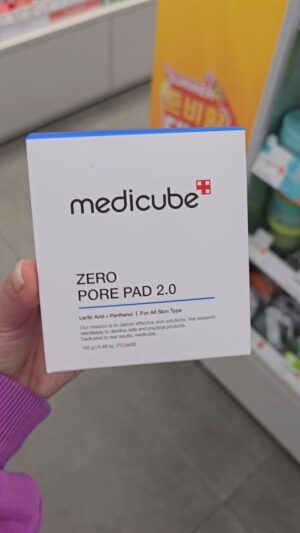 medicube
ZERO
PORE PAD 2.0
Lactic Acid + Panthenol | For All Skin Type
Our mission is to deliver effective skin solutions. We research
relentlessly to develop safe and practical products.
Dedicated to real results, medicube.
155 g | 5.46 oz. (70 pads)